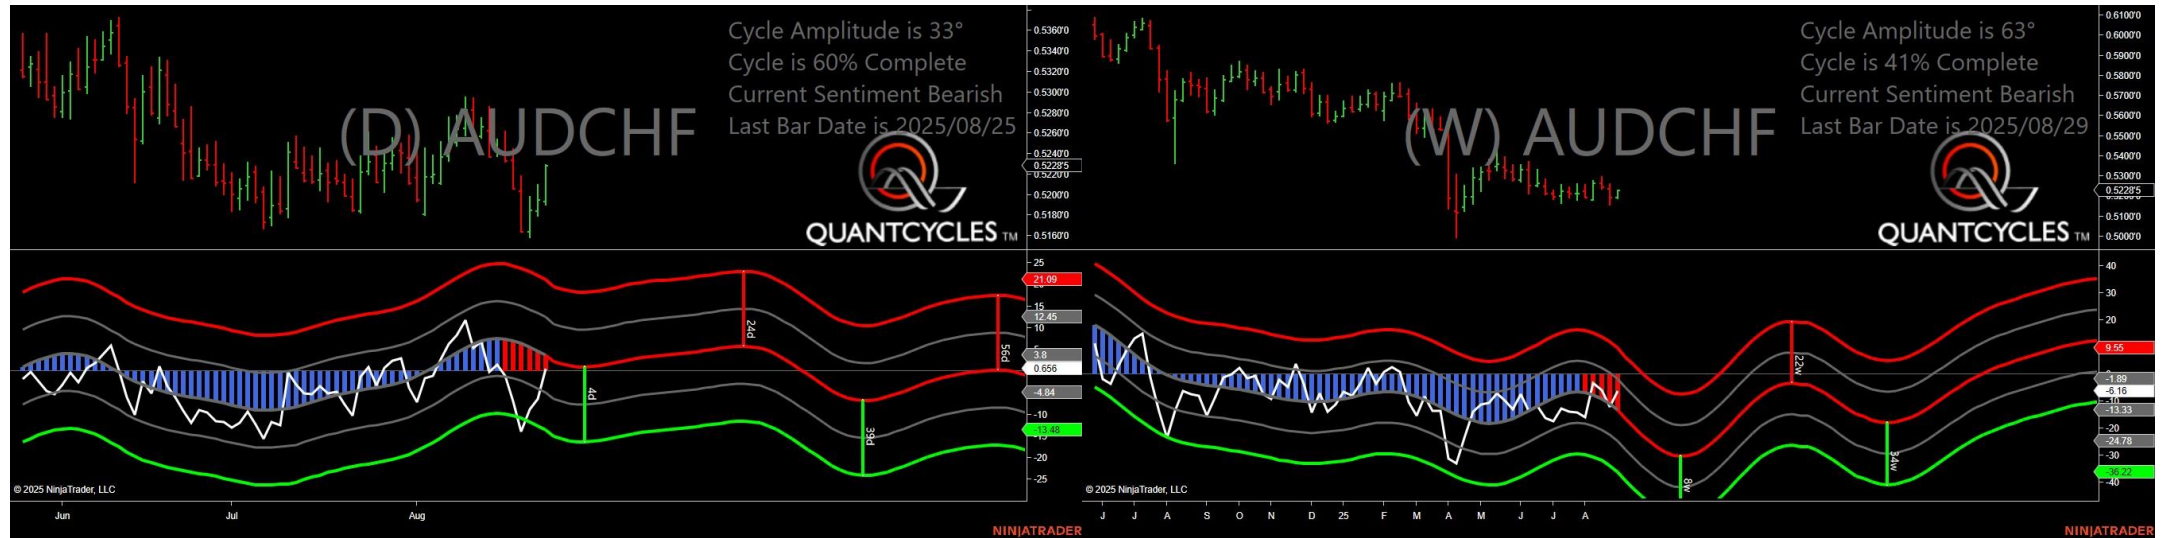 Cycle Amplitude is 33°
Cycle is 60% Complete
Current Sentiment Bearish
Last Bar Date is 2025/08/25
(D) AUDCHF
QUANTCYCLES TM
0.5360'0
0.5340'0
0.5320'0
0.5300'0
0.5280'0
0.5260'0
0.5240'0
0.5228'5
0.5220'0
0.5200'0
0.5180'0
0.5160'0
25
21.09
15
12.45
10
3.8
0.656
-4.84
-10
-13.48
-20
-25
4d
24d
39d
56d
© 2025 NinjaTrader, LLC
Jun Jul Aug
NINJATRADER
Cycle Amplitude is 63°
Cycle is 41% Complete
Current Sentiment Bearish
Last Bar Date is 2025/08/29
(W) AUDCHF
QUANTCYCLES TM
0.6100'0
0.6000'0
0.5900'0
0.5800'0
0.5700'0
0.5600'0
0.5500'0
0.5400'0
0.5300'0
0.5228'5
0.5100'0
0.5000'0
40
30
20
9.55
-1.89
-6.16
-13.33
-20
-24.78
-30
-36.22
-40
8w
22w
34w
© 2025 NinjaTrader, LLC
J J A S O N D 25 F M A M J J A
NINJATRADER